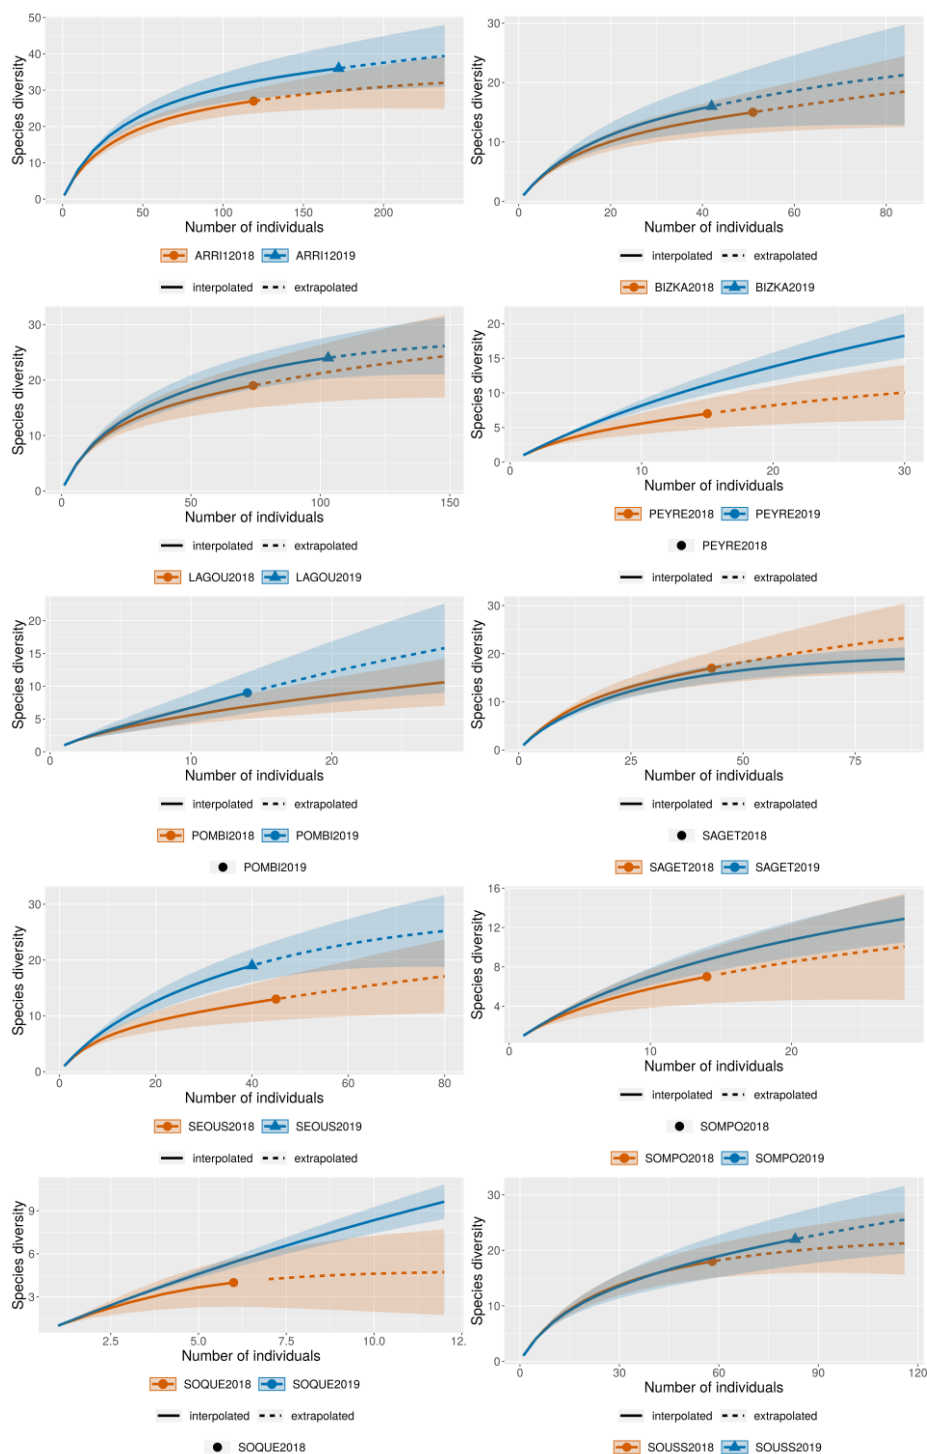 50
40
30
20
10
0
Species diversity
0 50 100 150 200
Number of individuals
ARRI12018 ARRI12019
interpolated extrapolated
30
20
10
0
Species diversity
0 20 40 60 80
Number of individuals
interpolated extrapolated
BIZKA2018 BIZKA2019
30
20
10
0
Species diversity
0 50 100 150
Number of individuals
interpolated extrapolated
LAGOU2018 LAGOU2019
20
15
10
5
0
Species diversity
0 10 20 30
Number of individuals
PEYRE2018 PEYRE2019
PEYRE2018
interpolated extrapolated
20
15
10
5
0
Species diversity
0 10 20
Number of individuals
interpolated extrapolated
POMBI2018 POMBI2019
POMBI2019
30
20
10
0
Species diversity
0 25 50 75
Number of individuals
interpolated extrapolated
SAGET2018
SAGET2018 SAGET2019
30
20
10
0
Species diversity
0 20 40 60 80
Number of individuals
SEOUS2018 SEOUS2019
interpolated extrapolated
16
12
8
4
Species diversity
0 10 20
Number of individuals
interpolated extrapolated
SOMPO2018
SOMPO2018 SOMPO2019
9
6
3
Species diversity
2.5 5.0 7.5 10.0 12.
Number of individuals
SOQUE2018 SOQUE2019
interpolated extrapolated
SOQUE2018
30
20
10
0
Species diversity
0 30 60 90 120
Number of individuals
interpolated extrapolated
SOUSS2018 SOUSS2019